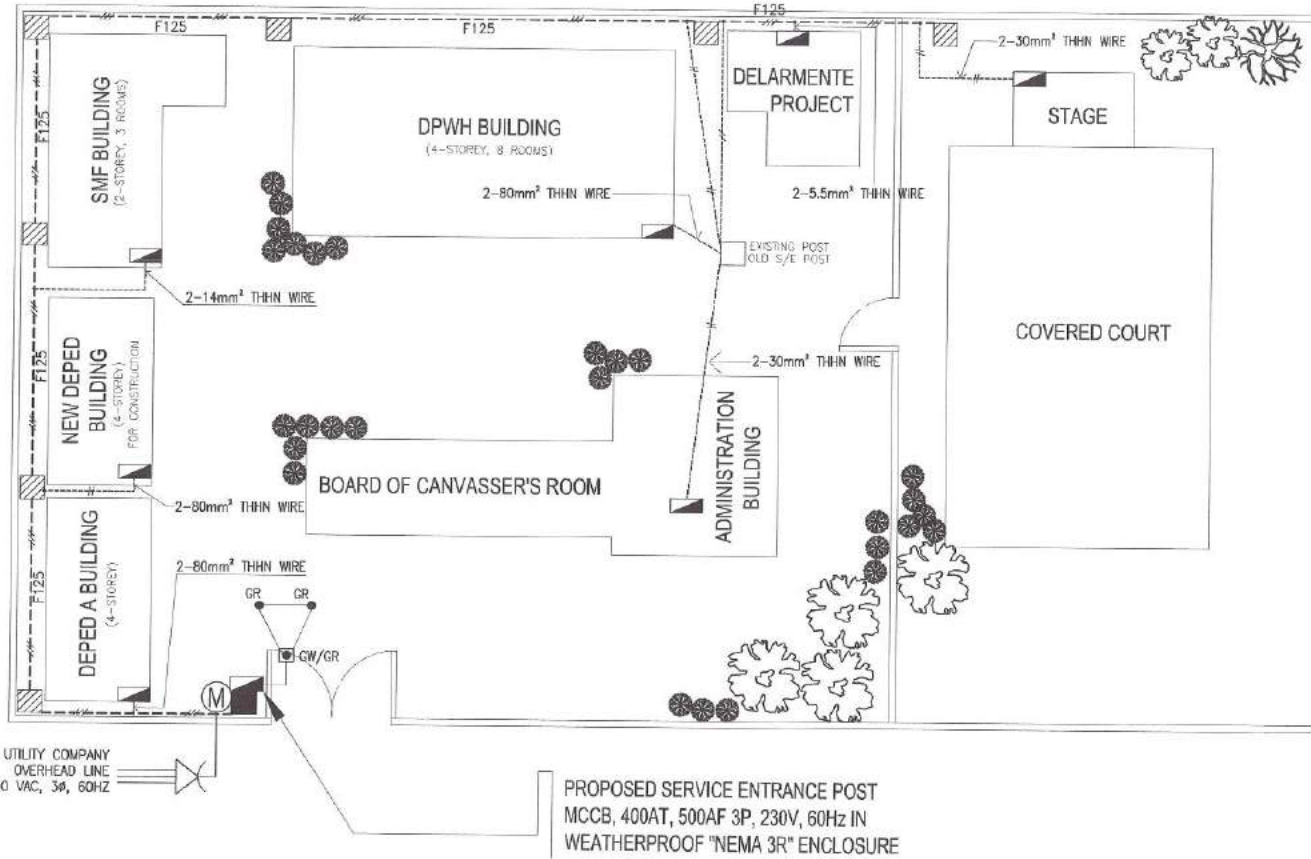 F125
F125
F125
2-30mm² THHN WIRE
DELARMENTE
PROJECT
STAGE
F125
SMF BUILDING
(2-STOREY, 3 ROOMS)
DPWH BUILDING
(4-STOREY, 8 ROOMS)
2-80mm² THHN WIRE
2-5.5mm² THHN WIRE
EXISTING POST
OLD S/E POST
2-14mm² THHN WIRE
COVERED COURT
F125
NEW DEPED
BUILDING
(4-STOREY)
FOR CONSTRUCTION
2-30mm² THHN WIRE
BOARD OF CANVASSER'S ROOM
ADMINISTRATION
BUILDING
2-80mm² THHN WIRE
F125
DEPED A BUILDING
(4-STOREY)
2-80mm² THHN WIRE
GR
GR
GW/GR
M
UTILITY COMPANY
OVERHEAD LINE
0 VAC, 3Ø, 60HZ
PROPOSED SERVICE ENTRANCE POST
MCCB, 400AT, 500AF 3P, 230V, 60Hz IN
WEATHERPROOF "NEMA 3R" ENCLOSURE